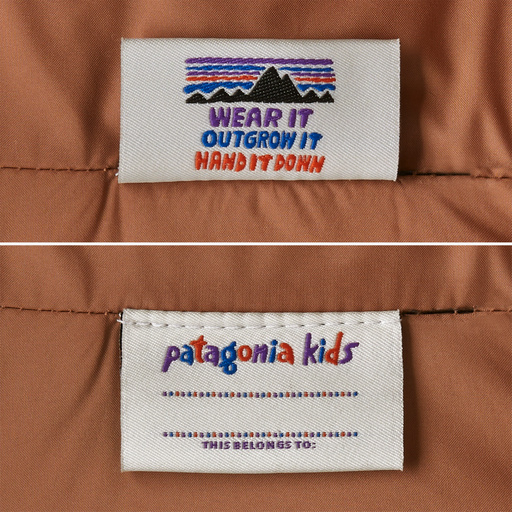 WEAR IT
OUTGROW IT
HAND IT DOWN
patagonia kids
THIS BELONGS TO: